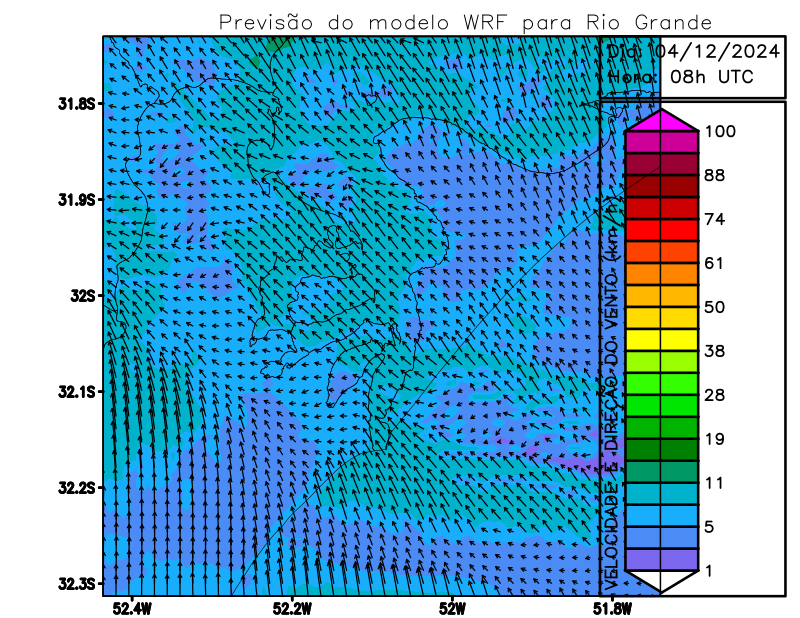 Previsão do modelo WRF para Rio Grande
Dia: 04/12/2024
Hora: 08h UTC
31.8S
31.9S
32S
32.1S
32.2S
32.3S
52.4W
52.2W
52W
51.8W
VELOCIDADE E DIREÇÃO DO VENTO (km/h)
100
88
74
61
50
38
28
19
11
5
1